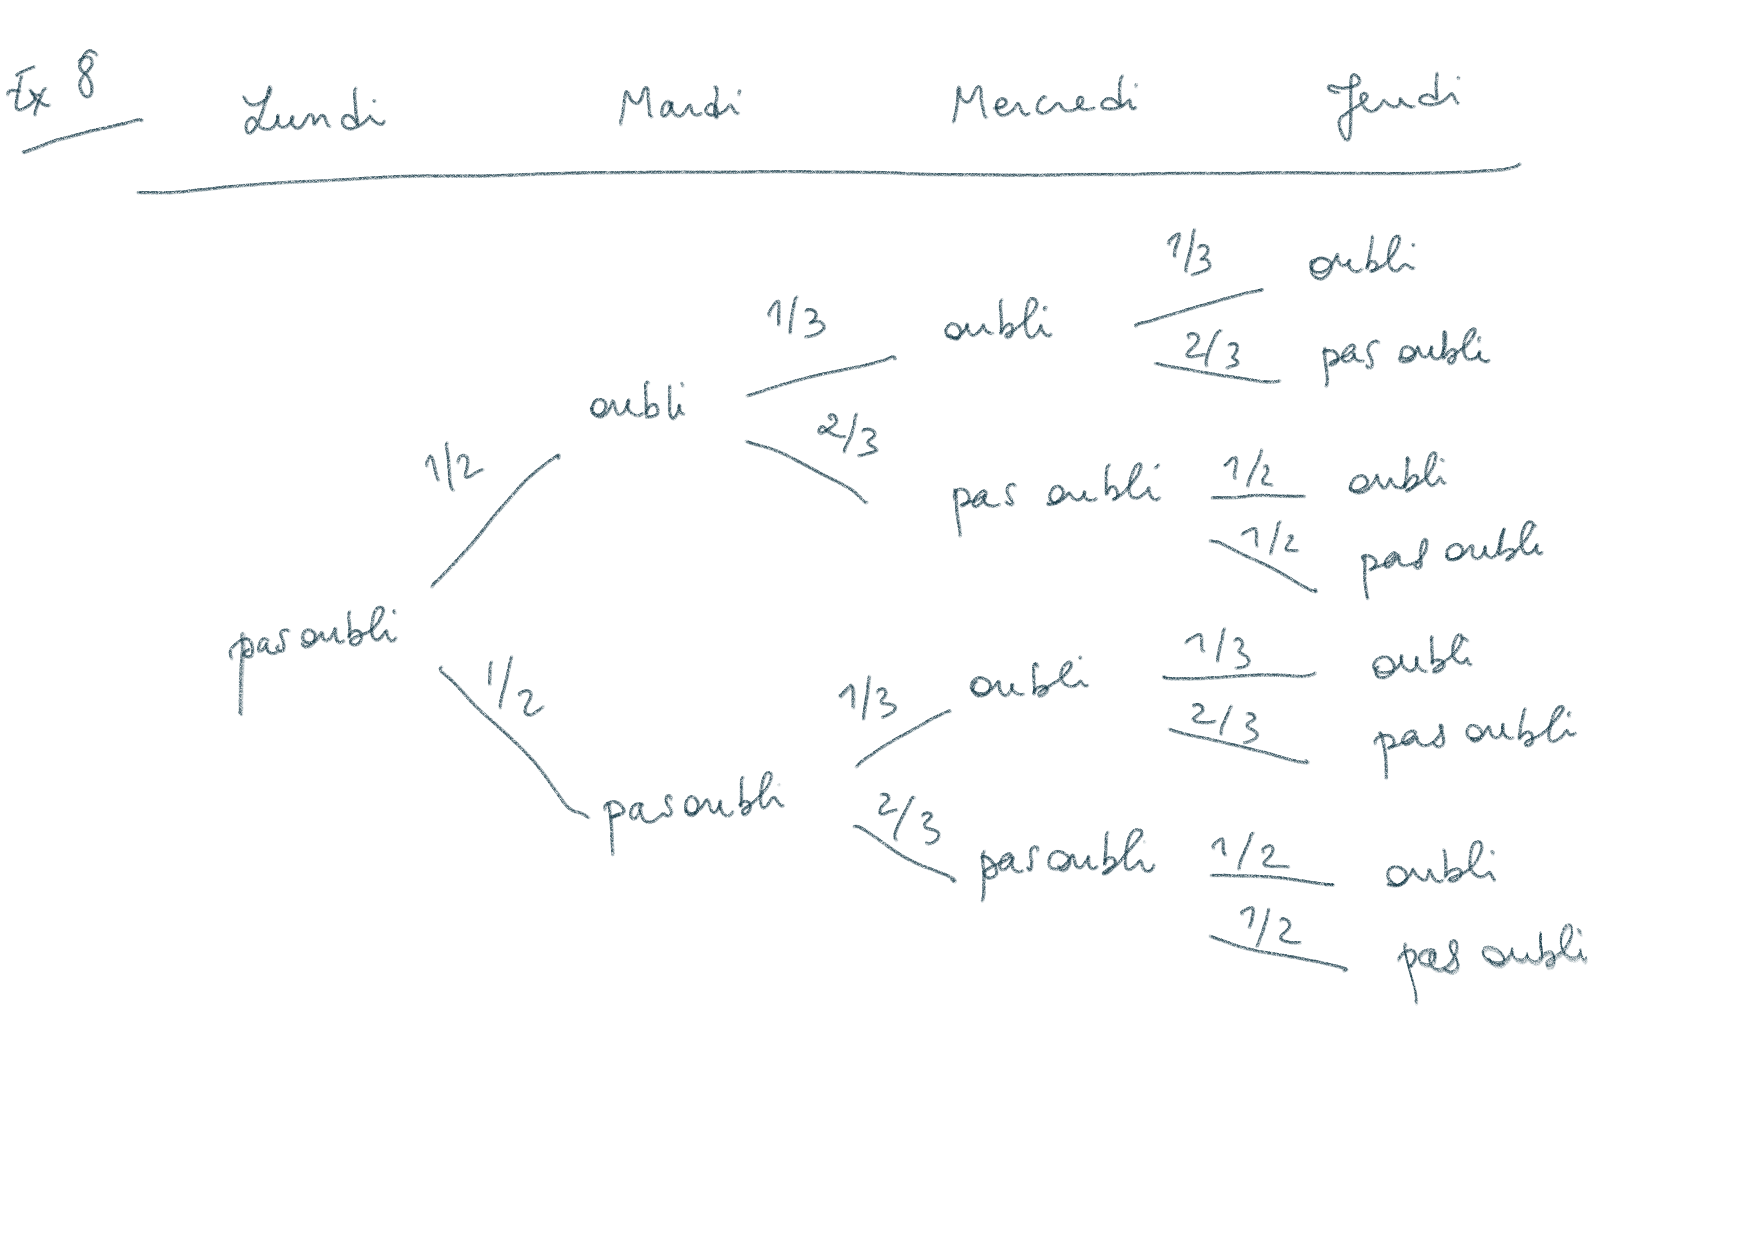 Ex 8 Lundi Mardi Mercredi Jeudi
1/3 oubli
1/3 oubli 2/3 pas oubli
1/2 oubli 2/3 pas oubli 1/2 oubli
1/2 pas oubli
pas oubli
1/2 pas oubli 1/3 oubli 1/3 oubli
2/3 pas oubli
2/3 pas oubli 1/2 oubli
1/2 pas oubli